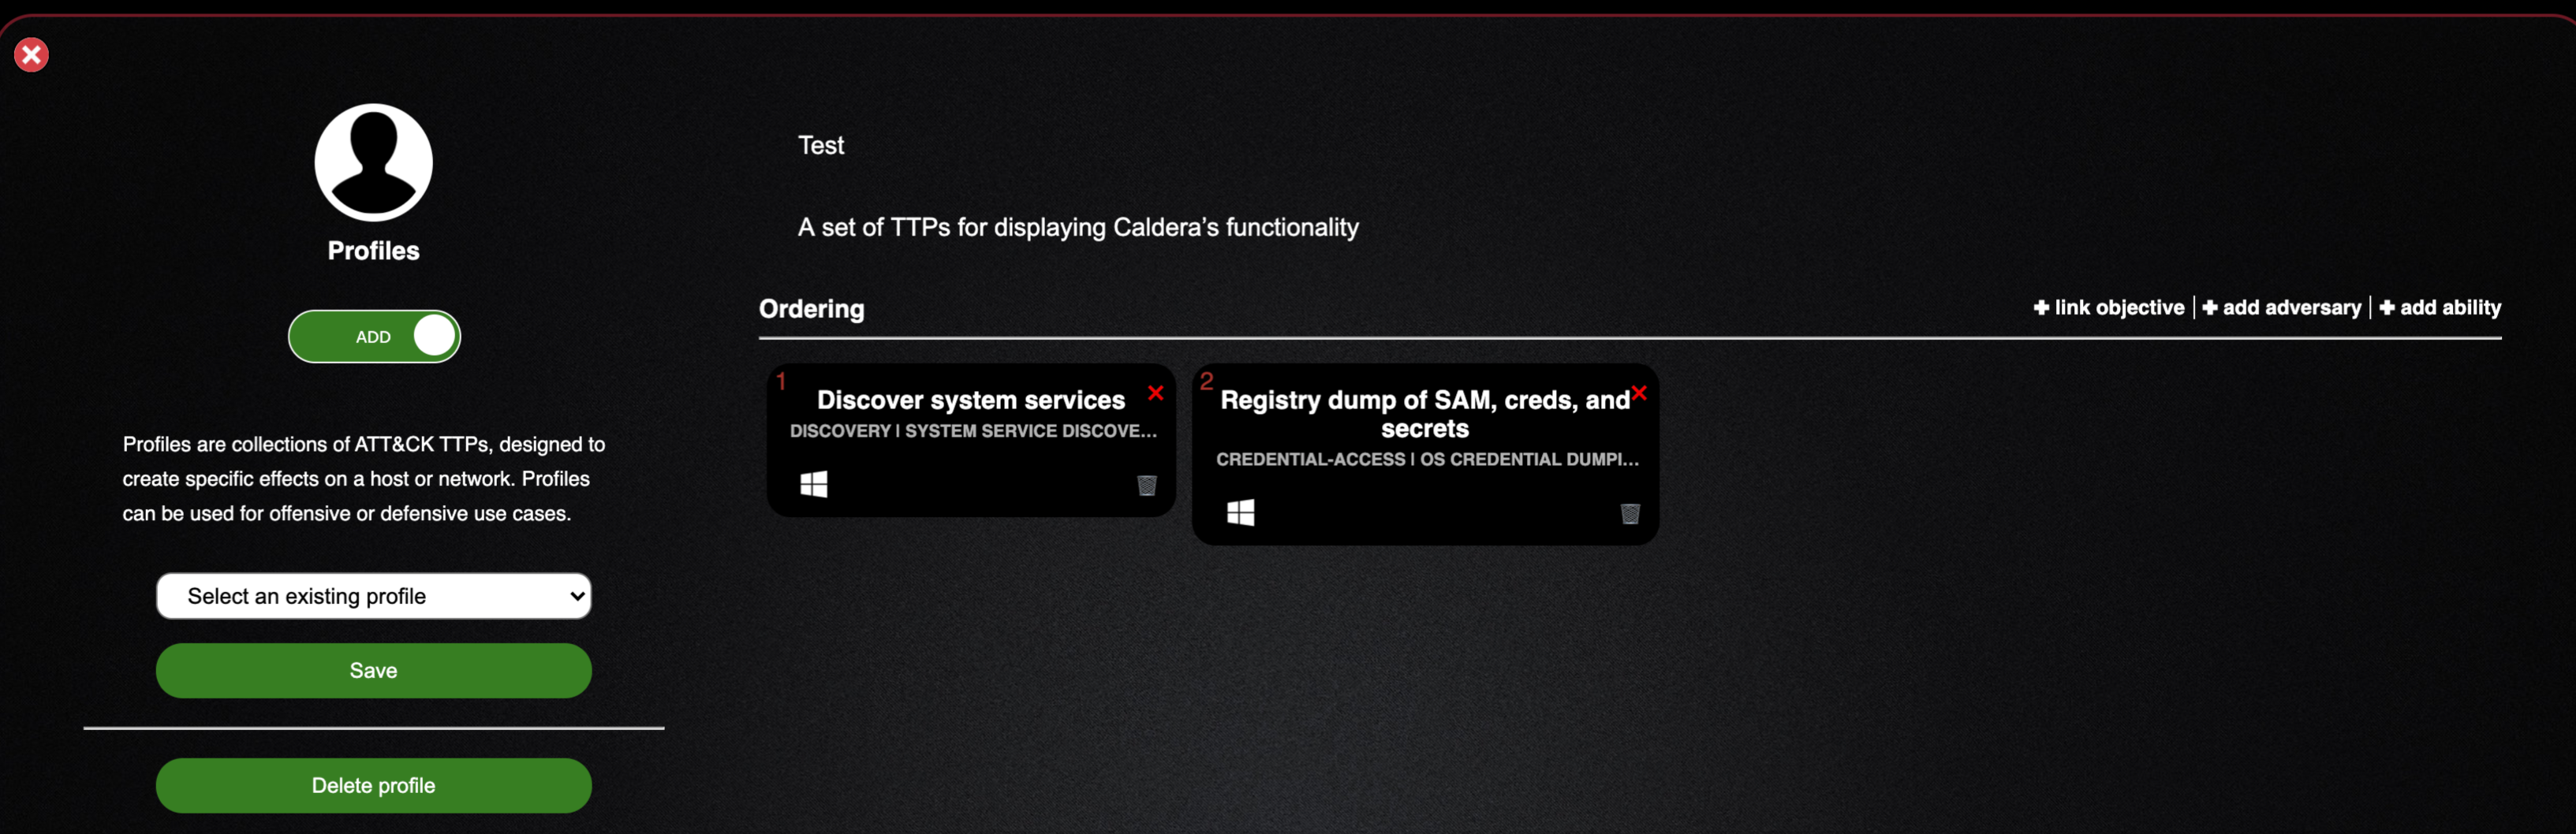 Profiles
ADD
Profiles are collections of ATT&CK TTPs, designed to
create specific effects on a host or network. Profiles
can be used for offensive or defensive use cases.
Select an existing profile
Save
Delete profile
Test
A set of TTPs for displaying Caldera’s functionality
Ordering
+ link objective | + add adversary | + add ability
1
Discover system services
DISCOVERY | SYSTEM SERVICE DISCOVE...
2
Registry dump of SAM, creds, and
secrets
CREDENTIAL-ACCESS | OS CREDENTIAL DUMPI...